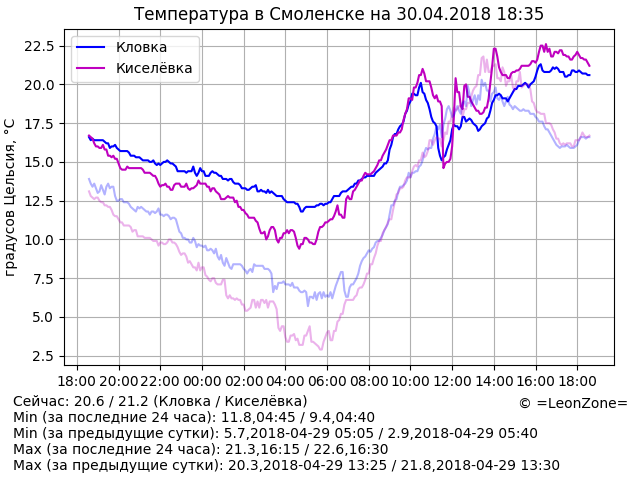 Температура в Смоленске на 30.04.2018 18:35
Кловка
Киселёвка
градусов Цельсия, °C
22.5
20.0
17.5
15.0
12.5
10.0
7.5
5.0
2.5
18:00 20:00 22:00 00:00 02:00 04:00 06:00 08:00 10:00 12:00 14:00 16:00 18:00
Сейчас: 20.6 / 21.2 (Кловка / Киселёвка)
© =LeonZone=
Min (за последние 24 часа): 11.8,04:45 / 9.4,04:40
Min (за предыдущие сутки): 5.7,2018-04-29 05:05 / 2.9,2018-04-29 05:40
Max (за последние 24 часа): 21.3,16:15 / 22.6,16:30
Max (за предыдущие сутки): 20.3,2018-04-29 13:25 / 21.8,2018-04-29 13:30